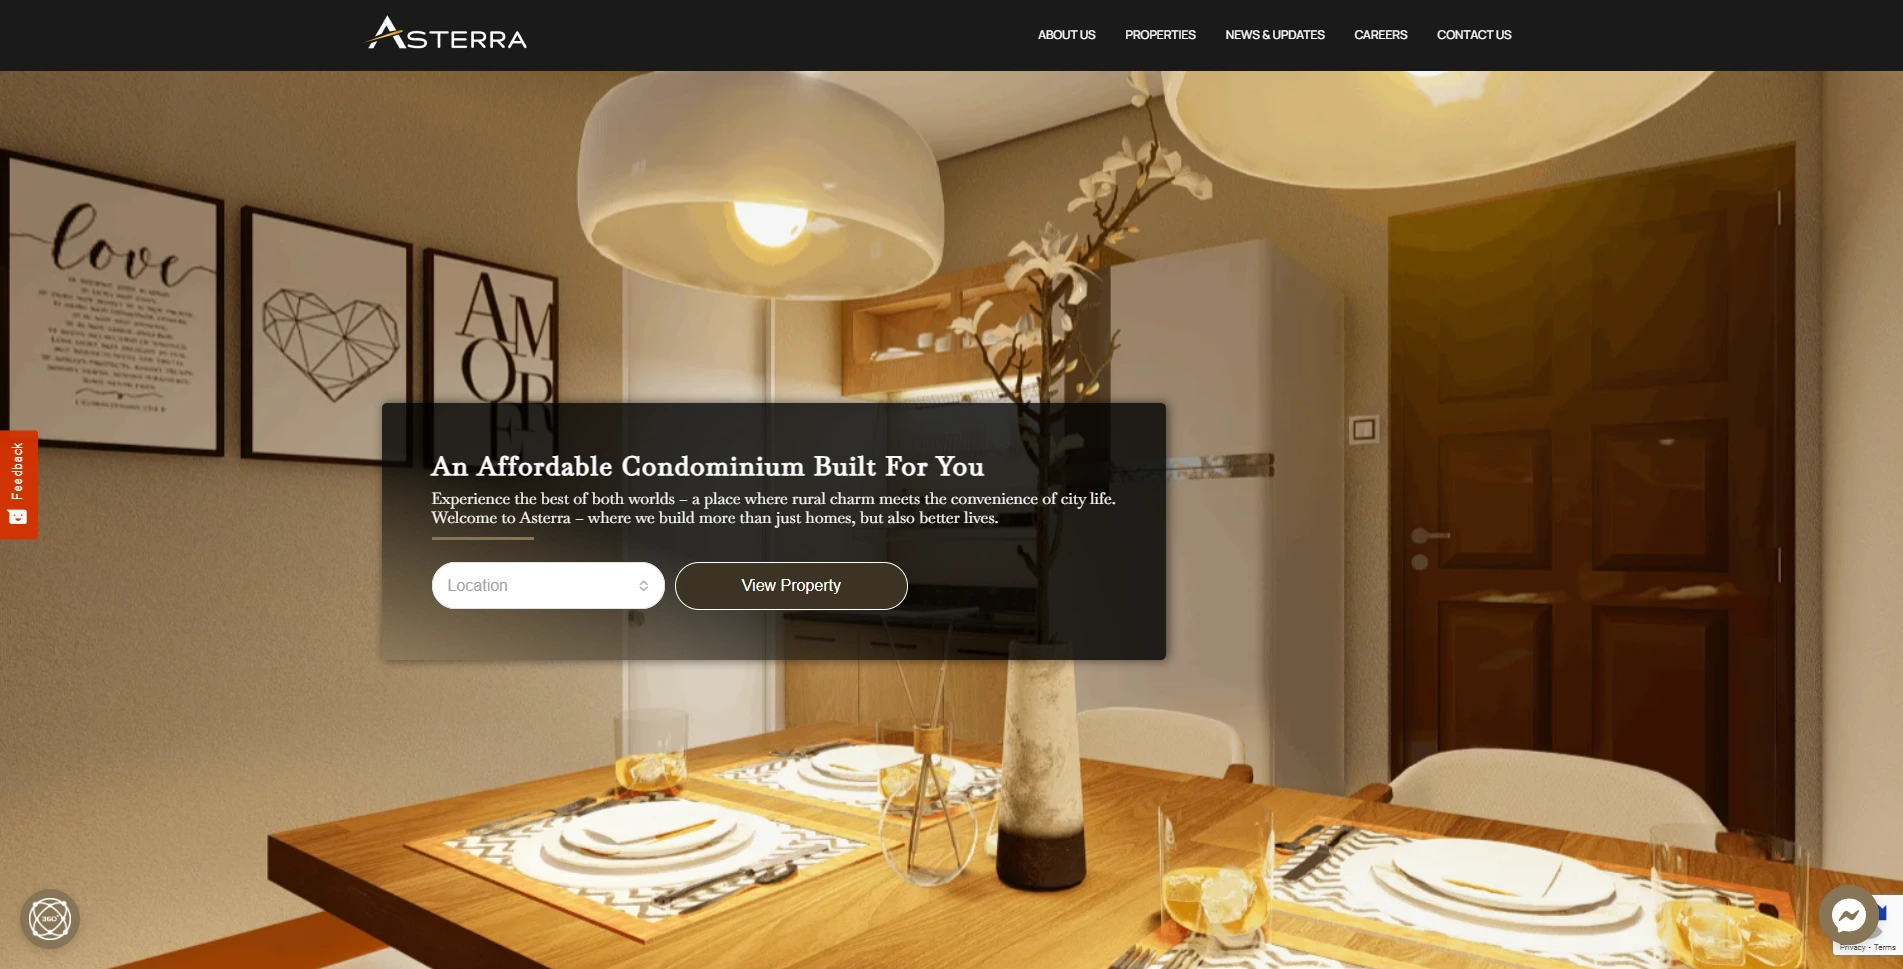 ASTERRA
ABOUT US
PROPERTIES
NEWS & UPDATES
CAREERS
CONTACT US
love
AM
OR
E
An Affordable Condominium Built For You
Experience the best of both worlds – a place where rural charm meets the convenience of city life.
Welcome to Asterra – where we build more than just homes, but also better lives.
Location
View Property
Feedback
360°
Privacy - Terms